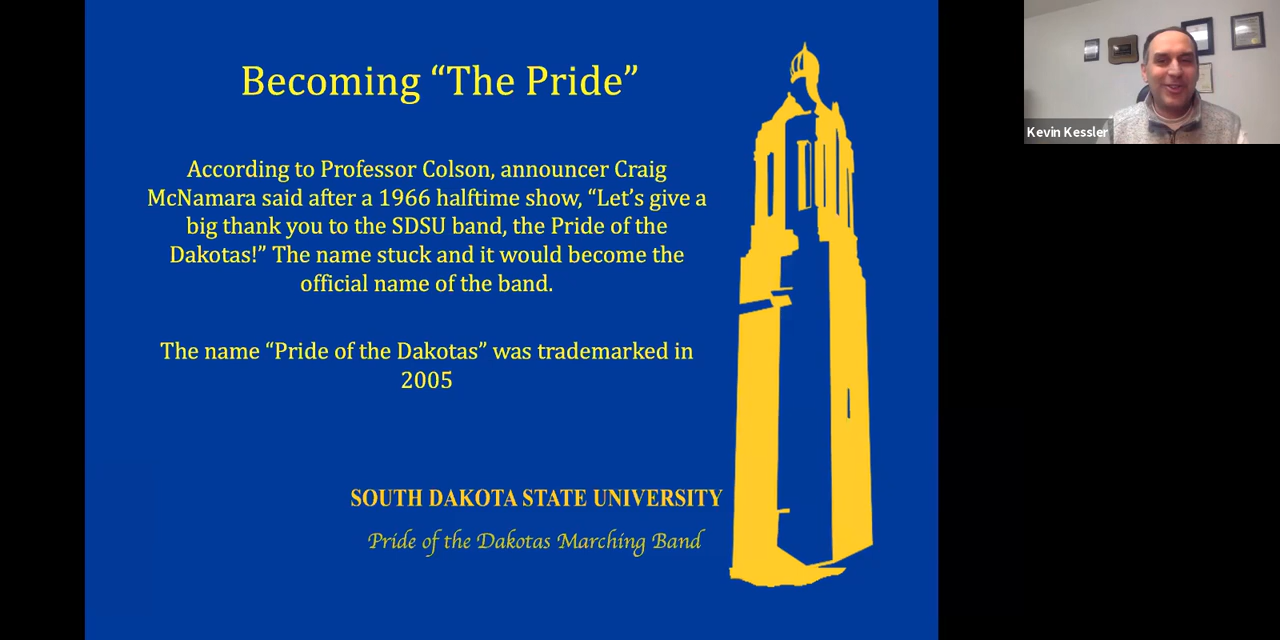 Becoming “The Pride”
According to Professor Colson, announcer Craig
McNamara said after a 1966 halftime show, “Let’s give a
big thank you to the SDSU band, the Pride of the
Dakotas!” The name stuck and it would become the
official name of the band.
The name “Pride of the Dakotas” was trademarked in
2005
SOUTH DAKOTA STATE UNIVERSITY
Pride of the Dakotas Marching Band
Kevin Kessler